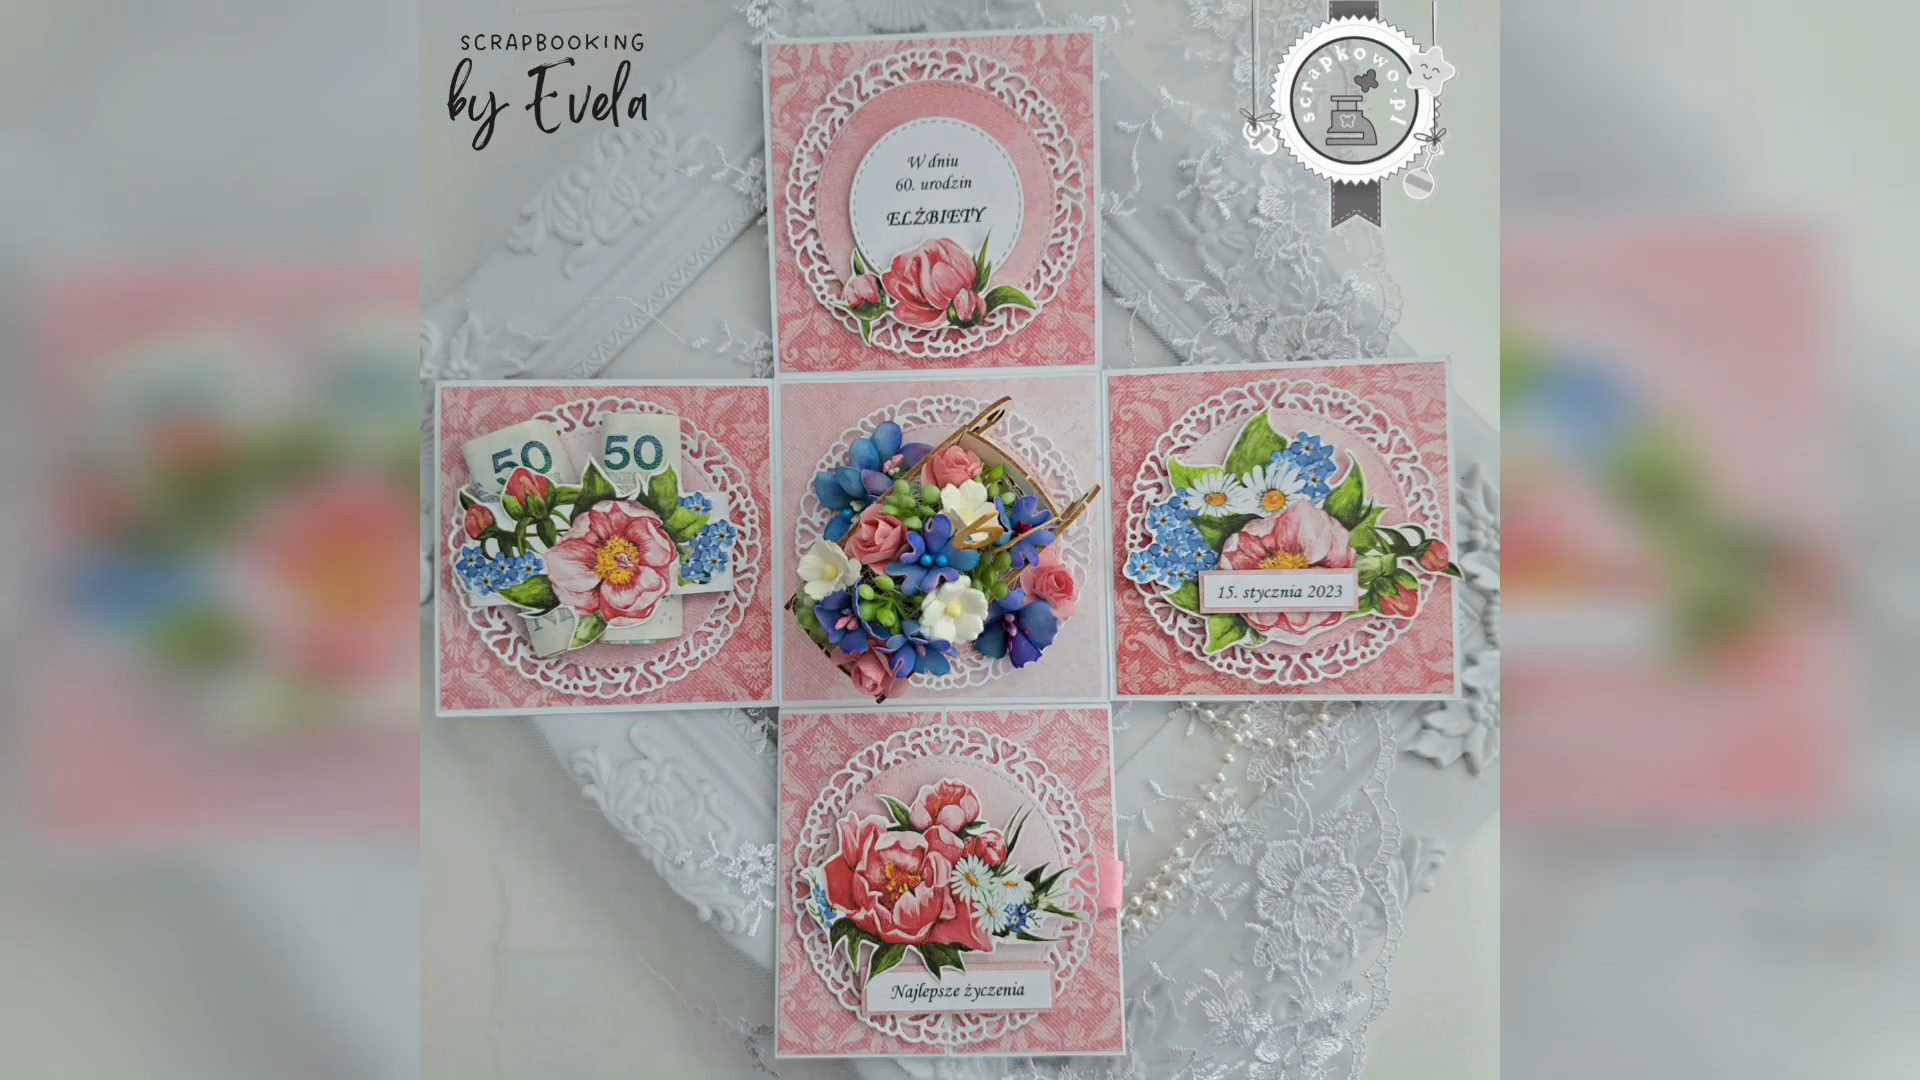 SCRAPBOOKING
by Evela
scrapkowo.pl
W dniu
60. urodzin
ELŻBIETY
50
50
15. stycznia 2023
Najlepsze życzenia